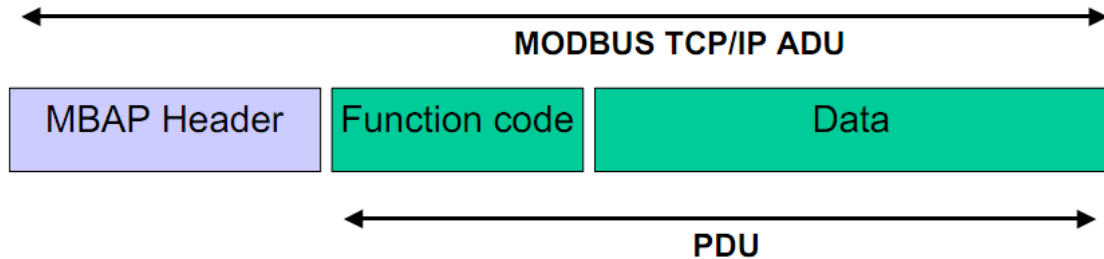 MODBUS TCP/IP ADU
MBAP Header Function code Data
PDU